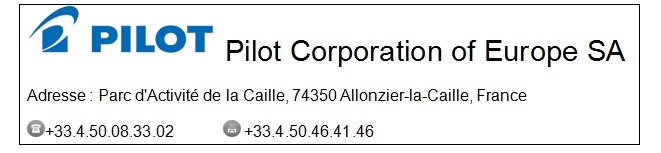 PILOT Pilot Corporation of Europe SA
Adresse : Parc d'Activité de la Caille, 74350 Allonzier-la-Caille, France
+33.4.50.08.33.02 +33.4.50.46.41.46